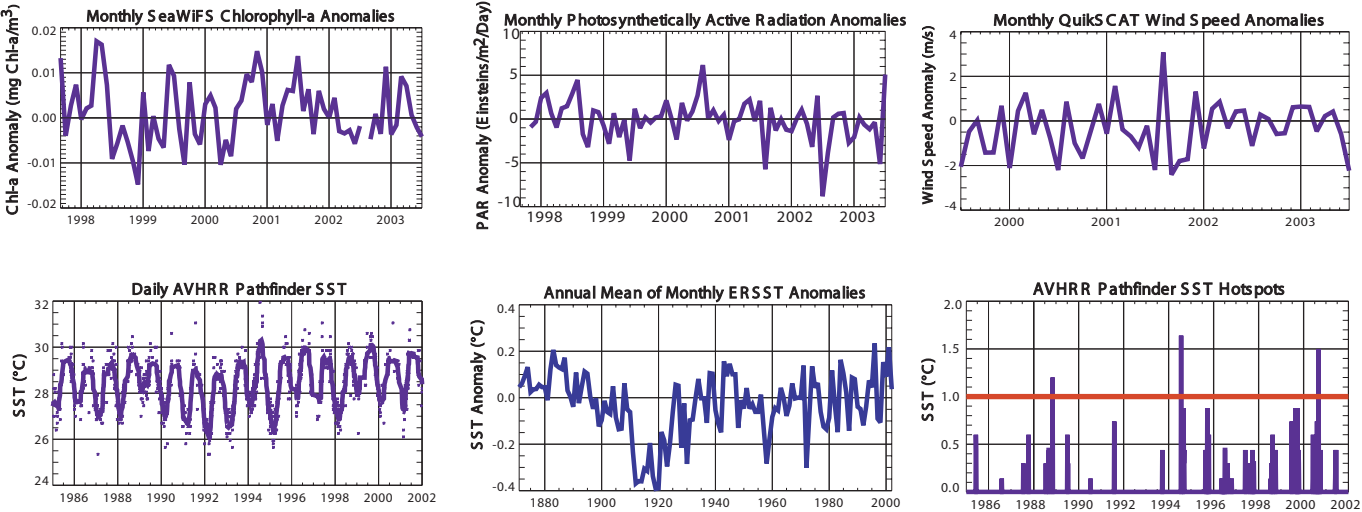 Monthly SeaWiFS Chlorophyll-a Anomalies
Chl-a Anomaly (mg Chl-a/m3)
0.02
0.01
0.00
-0.01
-0.02
1998 1999 2000 2001 2002 2003
Monthly Photosynthetically Active Radiation Anomalies
PAR Anomaly (Einsteins/m2/Day)
10
5
0
-5
-10
1998 1999 2000 2001 2002 2003
Monthly QuikSCAT Wind Speed Anomalies
Wind Speed Anomaly (m/s)
4
2
0
-2
-4
2000 2001 2002 2003
Daily AVHRR Pathfinder SST
SST (°C)
32
30
28
26
24
1986 1988 1990 1992 1994 1996 1998 2000 2002
Annual Mean of Monthly ERSST Anomalies
SST Anomaly (°C)
0.4
0.2
0.0
-0.2
-0.4
1880 1900 1920 1940 1960 1980 2000
AVHRR Pathfinder SST Hotspots
SST (°C)
2.0
1.5
1.0
0.5
0.0
1986 1988 1990 1992 1994 1996 1998 2000 2002